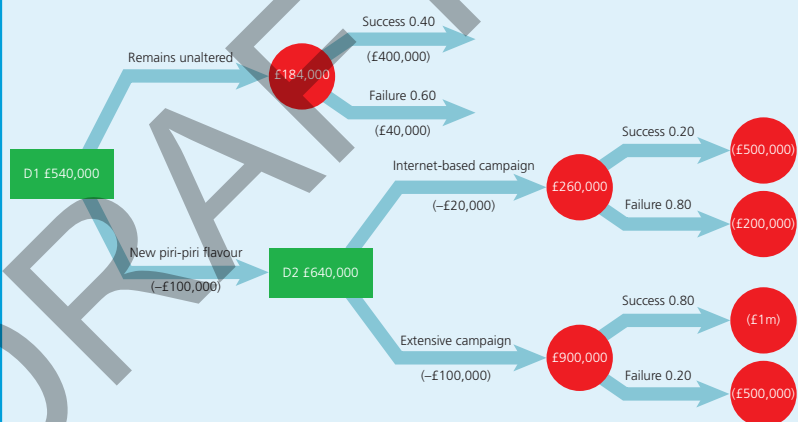 Success 0.40
Remains unaltered
(£400,000)
£184,000
Failure 0.60
(£40,000)
D1 £540,000
Success 0.20
(£500,000)
Internet-based campaign
£260,000
(–£20,000)
Failure 0.80
(£200,000)
New piri-piri flavour
(–£100,000)
D2 £640,000
Success 0.80
(£1m)
Extensive campaign
£900,000
(–£100,000)
Failure 0.20
(£500,000)